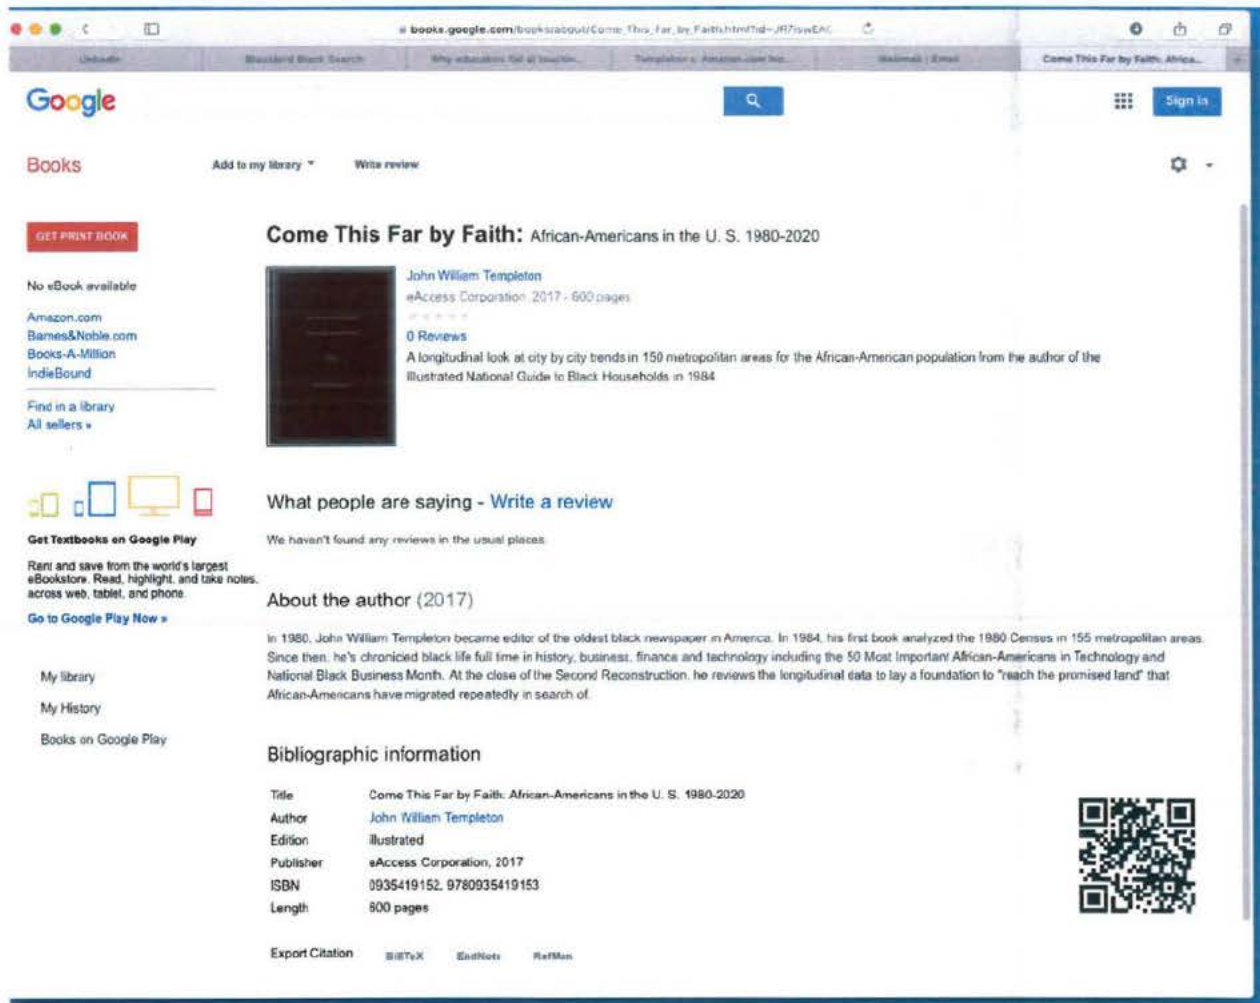 books.google.com/books/about/Come_This_Far_by_Faith.html?id=
LinkedIn
Come This Far by Faith: Africa...
Google
Sign in
Books
Add to my library
Write review
GET PRINT BOOK
No eBook available
Amazon.com
Barnes&Noble.com
Books-A-Million
IndieBound
Find in a library
All sellers »
Come This Far by Faith: African-Americans in the U. S. 1980-2020
John William Templeton
eAccess Corporation, 2017 - 600 pages
0 Reviews
A longitudinal look at city by city trends in 150 metropolitan areas for the African-American population from the author of the
Illustrated National Guide to Black Households in 1984
Get Textbooks on Google Play
Rent and save from the world's largest
eBookstore. Read, highlight, and take notes,
across web, tablet, and phone.
Go to Google Play Now »
My library
My History
Books on Google Play
What people are saying - Write a review
We haven't found any reviews in the usual places.
About the author (2017)
In 1980, John William Templeton became editor of the oldest black newspaper in America. In 1984, his first book analyzed the 1980 Census in 155 metropolitan areas.
Since then, he's chronicled black life full time in history, business, finance and technology including the 50 Most Important African-Americans in Technology and
National Black Business Month. At the close of the Second Reconstruction, he reviews the longitudinal data to lay a foundation to "reach the promised land" that
African-Americans have migrated repeatedly in search of.
Bibliographic information
Title Come This Far by Faith: African-Americans in the U. S. 1980-2020
Author John William Templeton
Edition illustrated
Publisher eAccess Corporation, 2017
ISBN 0935419152, 9780935419153
Length 600 pages
Export Citation BiBTeX EndNote RefMan